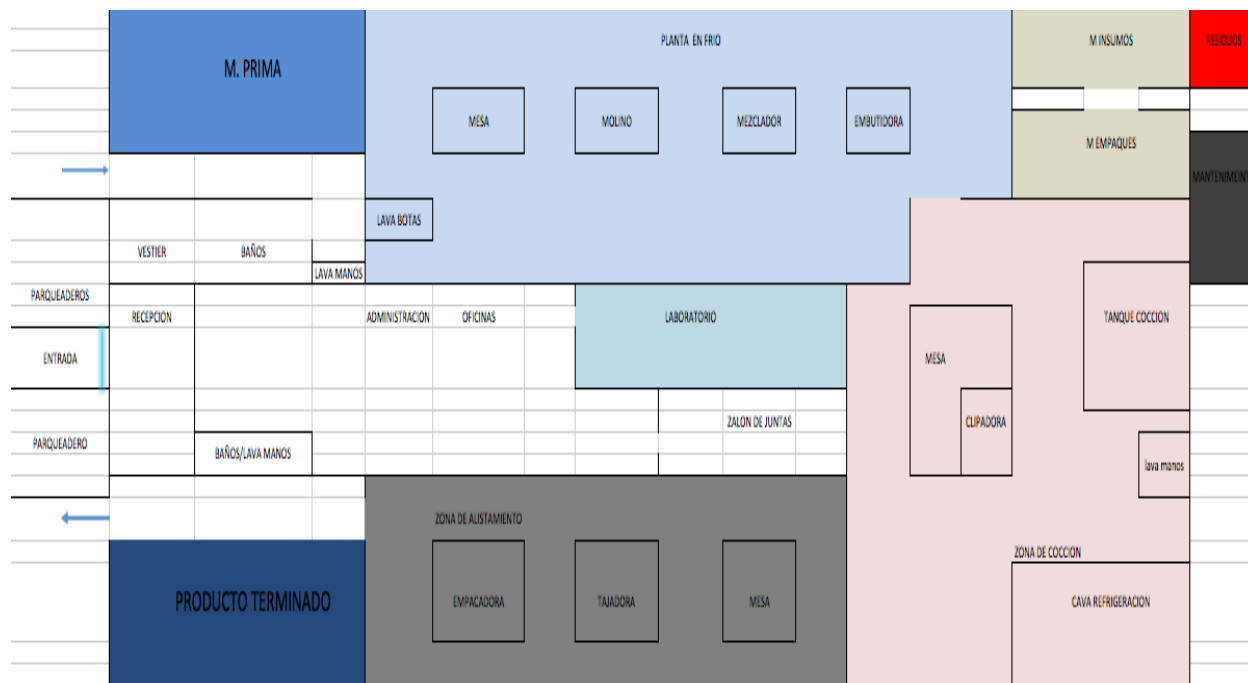 PLANTA EN FRIO
M INSUMOS
RESIDUOS
M. PRIMA
MESA
MOLINO
MEZCLADOR
EMBUTIDORA
M EMPAQUES
MANTENIMEINT
LAVA BOTAS
VESTIER
BAÑOS
LAVA MANOS
PARQUEADEROS
RECEPCION
ADMINISTRACION
OFICINAS
LABORATORIO
TANQUE COCCION
ENTRADA
MESA
ZALON DE JUNTAS
CLIPADORA
PARQUEADERO
BAÑOS/LAVA MANOS
lava manos
ZONA DE ALISTAMIENTO
ZONA DE COCCION
PRODUCTO TERMINADO
EMPACADORA
TAJADORA
MESA
CAVA REFRIGERACION